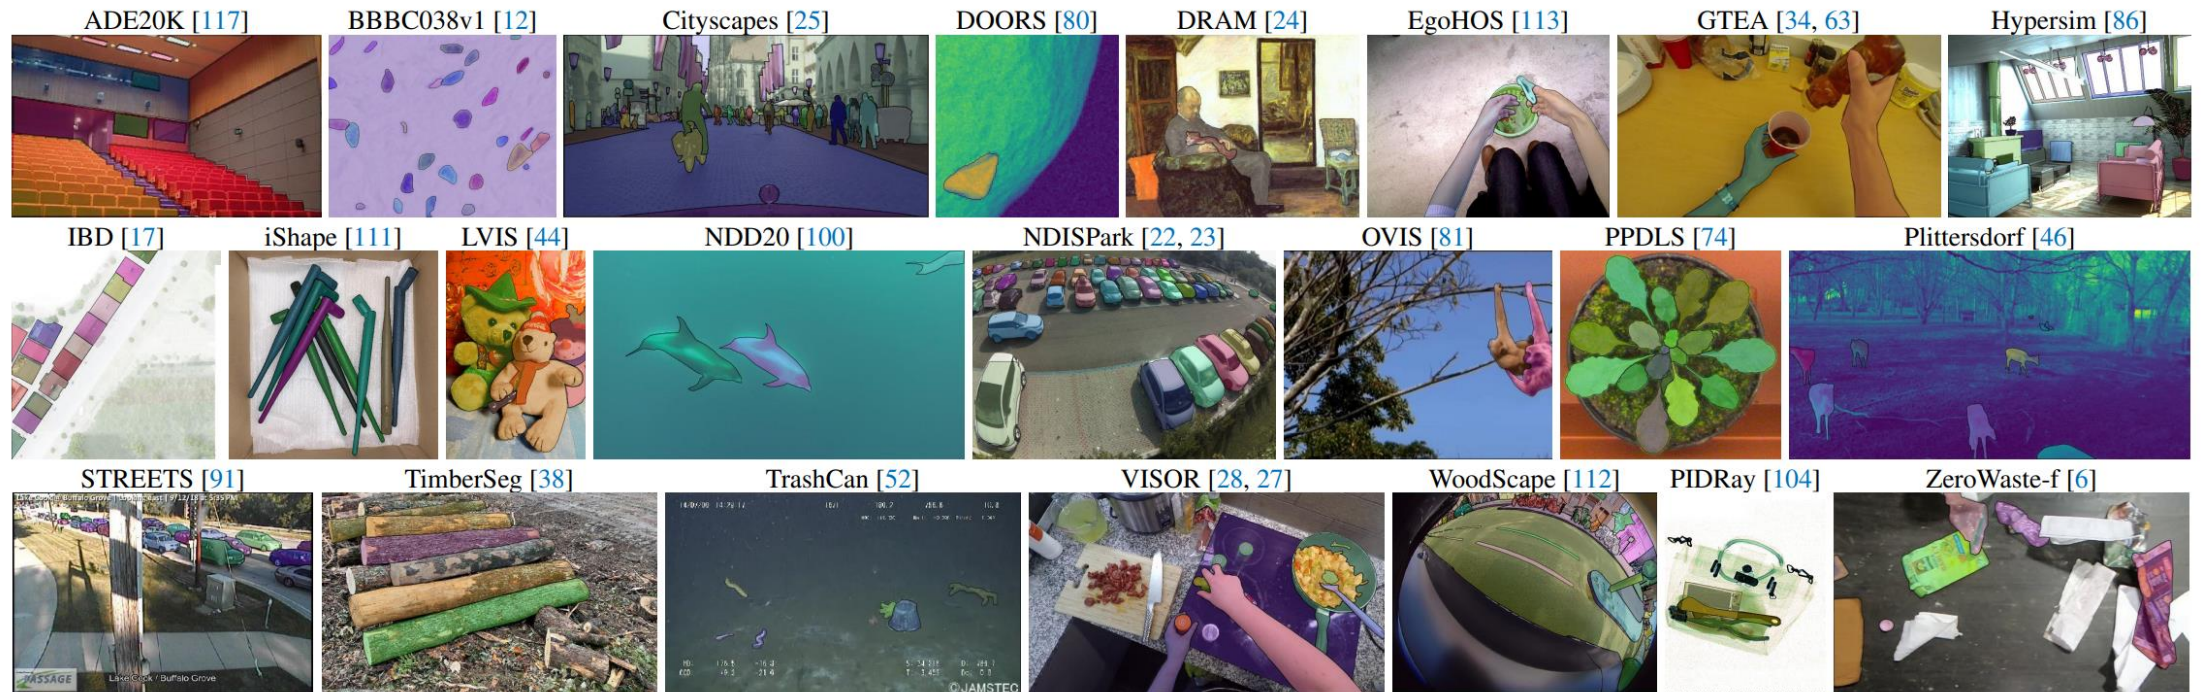 ADE20K [117]
BBBC038v1 [12]
Cityscapes [25]
DOORS [80]
DRAM [24]
EgoHOS [113]
GTEA [34, 63]
Hypersim [86]
IBD [17]
iShape [111]
LVIS [44]
NDD20 [100]
NDISPark [22, 23]
OVIS [81]
PPDLS [74]
Plittersdorf [46]
STREETS [91]
TimberSeg [38]
TrashCan [52]
VISOR [28, 27]
WoodScape [112]
PIDRay [104]
ZeroWaste-f [6]
PASSAGE
Lake Cook / Buffalo Grove
© JAMSTEC